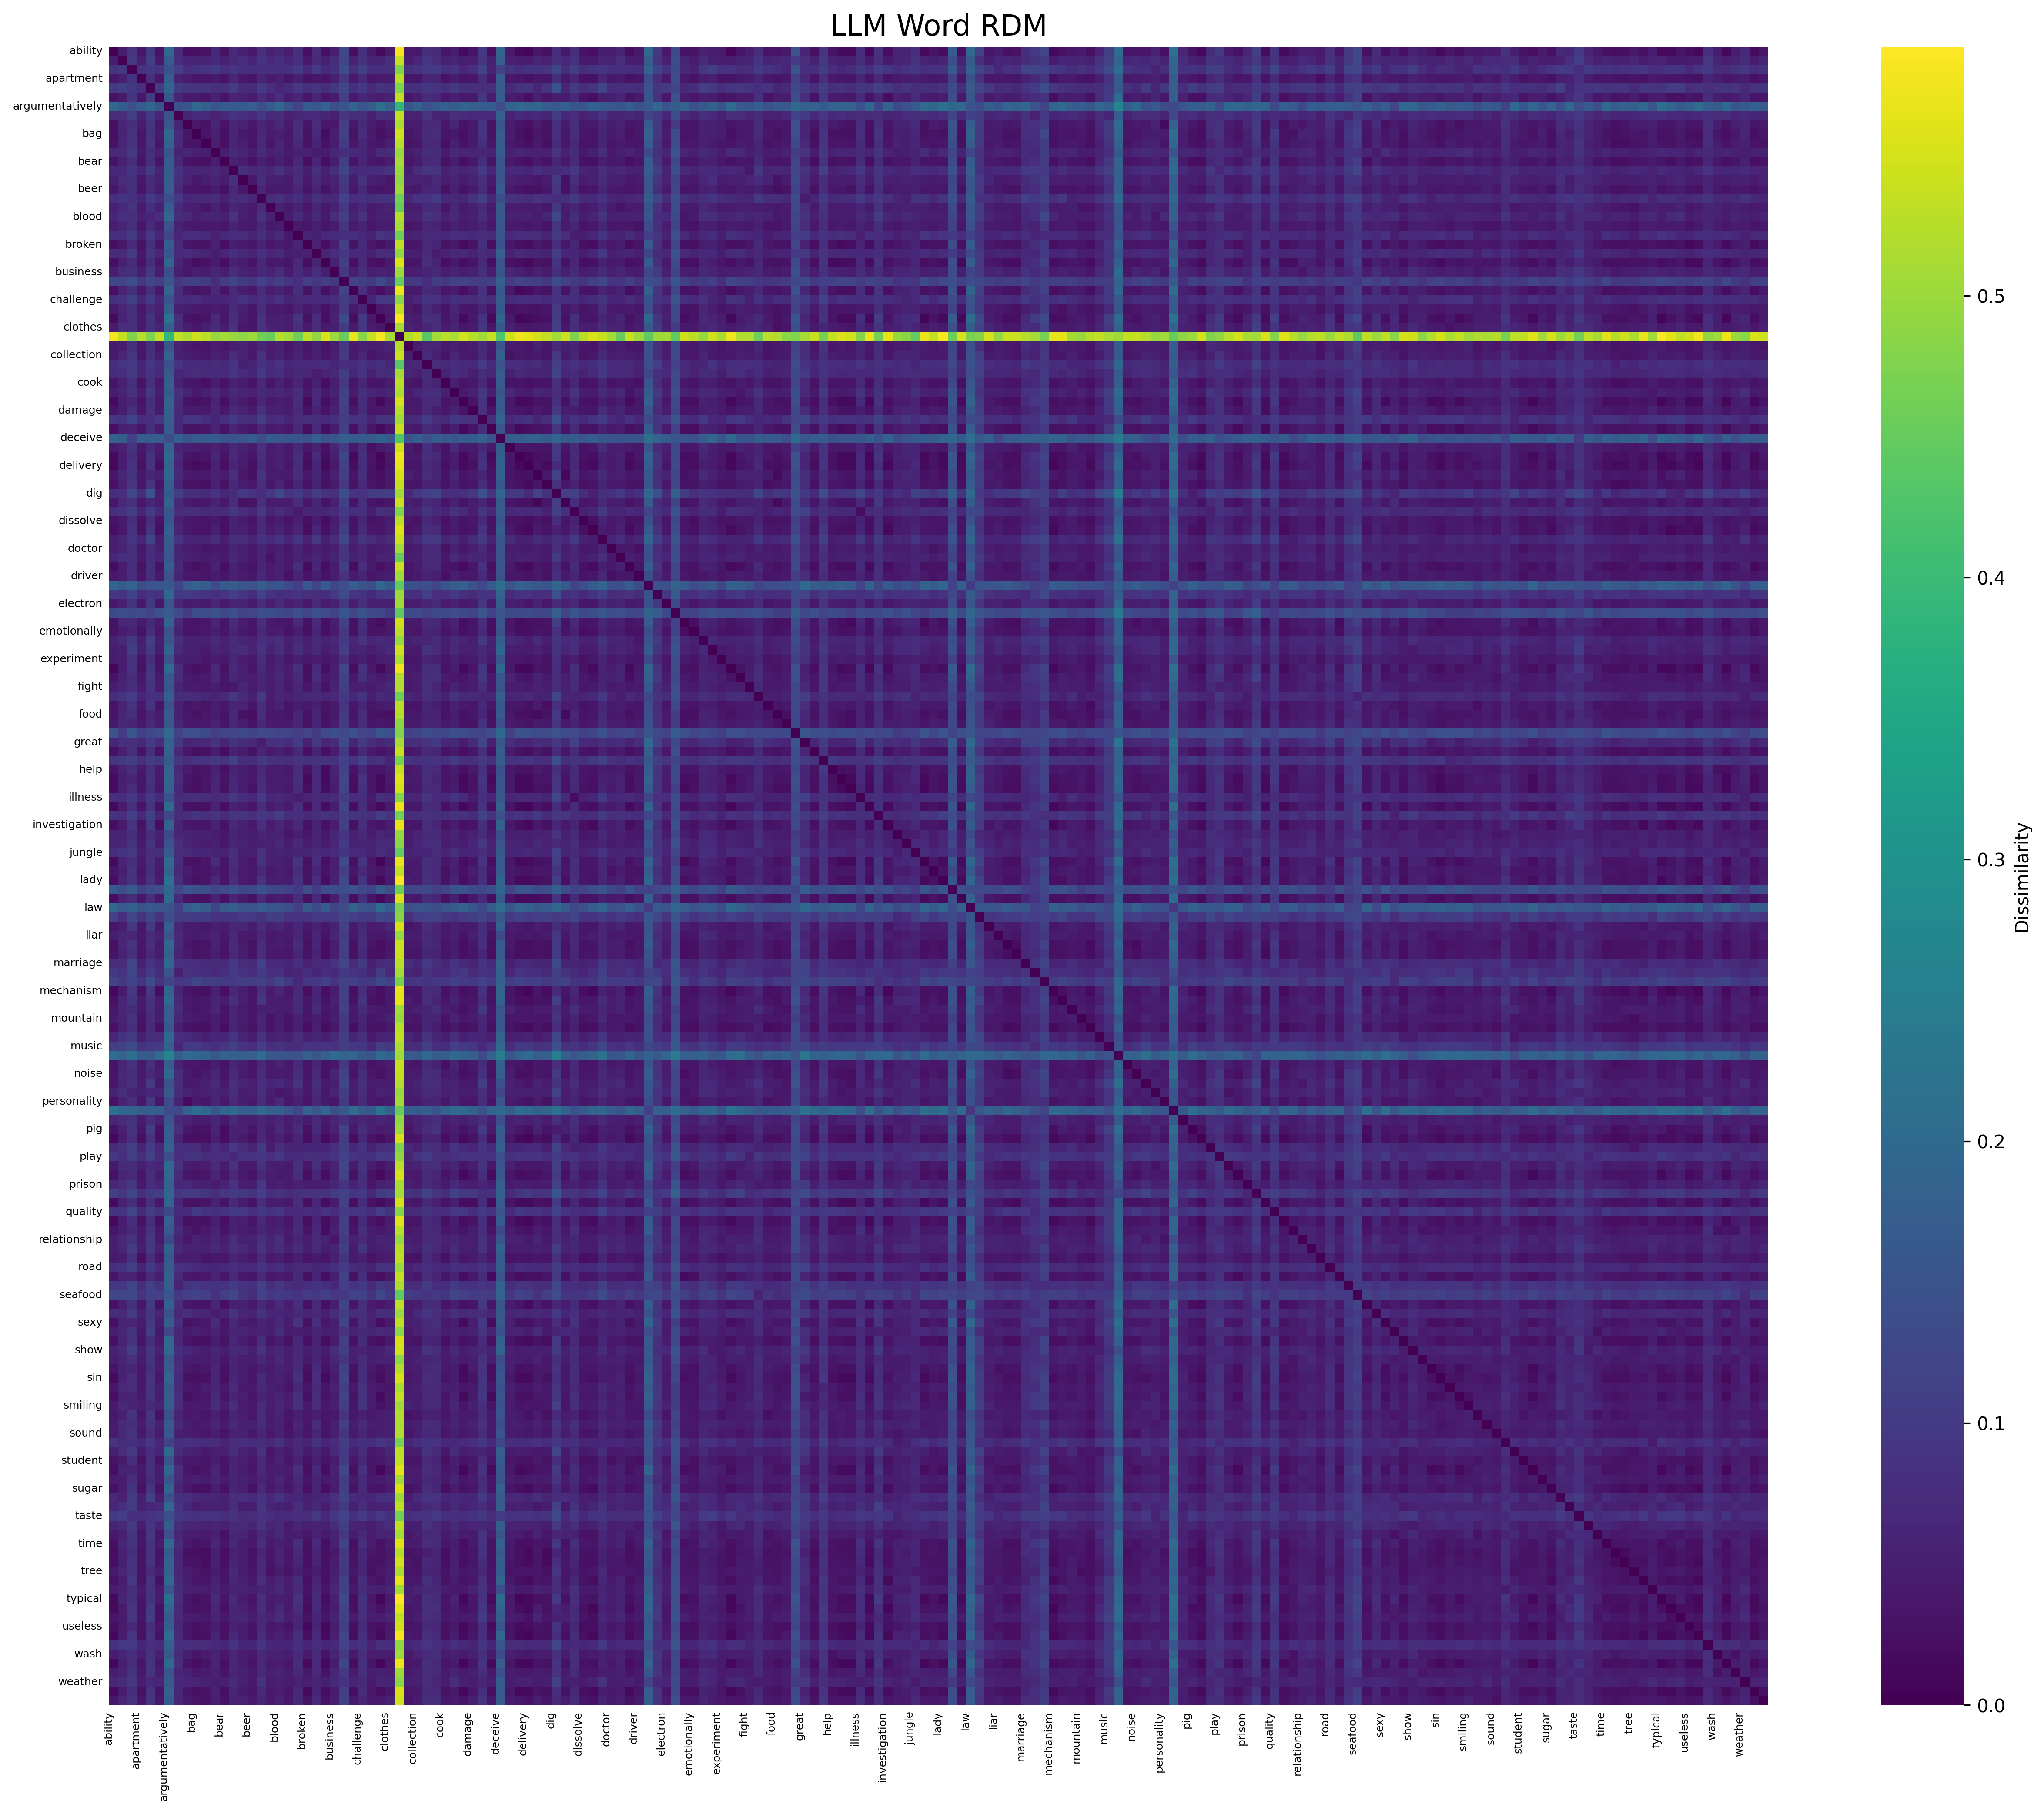 LLM Word RDM
ability
apartment
argumentatively
bag
bear
beer
blood
broken
business
challenge
clothes
collection
cook
damage
deceive
delivery
dig
dissolve
doctor
driver
electron
emotionally
experiment
fight
food
great
help
illness
investigation
jungle
lady
law
liar
marriage
mechanism
mountain
music
noise
personality
pig
play
prison
quality
relationship
road
seafood
sexy
show
sin
smiling
sound
student
sugar
taste
time
tree
typical
useless
wash
weather
ability
apartment
argumentatively
bag
bear
beer
blood
broken
business
challenge
clothes
collection
cook
damage
deceive
delivery
dig
dissolve
doctor
driver
electron
emotionally
experiment
fight
food
great
help
illness
investigation
jungle
lady
law
liar
marriage
mechanism
mountain
music
noise
personality
pig
play
prison
quality
relationship
road
seafood
sexy
show
sin
smiling
sound
student
sugar
taste
time
tree
typical
useless
wash
weather
0.5
0.4
0.3
0.2
0.1
0.0
Dissimilarity